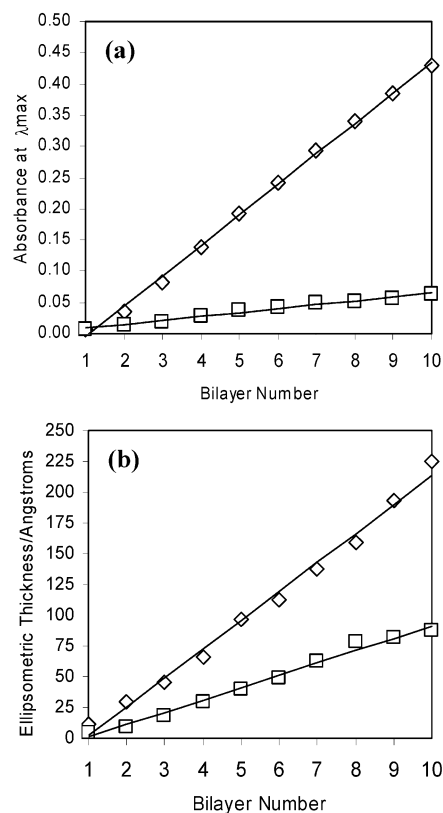 (a)
0.50
0.45
0.40
0.35
0.30
0.25
0.20
0.15
0.10
0.05
0.00
Absorbance at λmax
1 2 3 4 5 6 7 8 9 10
Bilayer Number
(b)
250
225
200
175
150
125
100
75
50
25
0
Ellipsometric Thickness/Angstroms
1 2 3 4 5 6 7 8 9 10
Bilayer Number